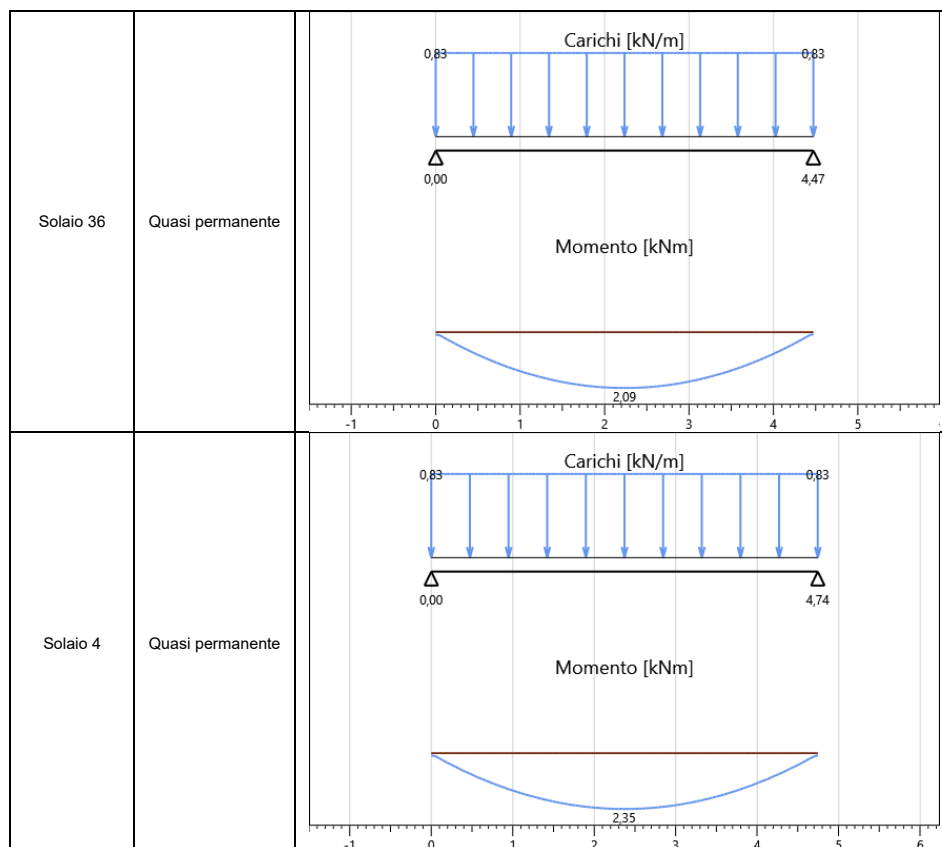 Carichi [kN/m]
0,83 0,83
0,00 4,47
Solaio 36 Quasi permanente
Momento [kNm]
2,09
-1 0 1 2 3 4 5
Carichi [kN/m]
0,83 0,83
0,00 4,74
Solaio 4 Quasi permanente
Momento [kNm]
2,35
-1 0 1 2 3 4 5 6